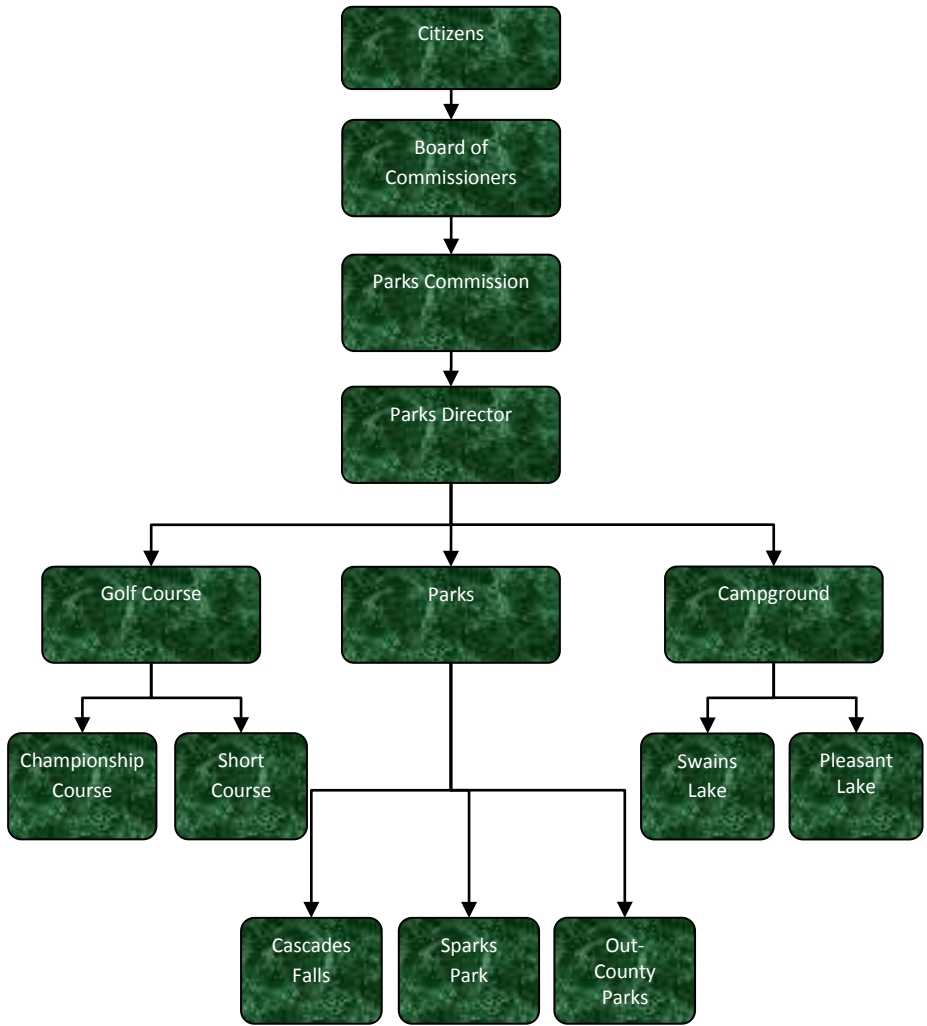 Citizens
Board of
Commissioners
Parks Commission
Parks Director
Golf Course
Parks
Campground
Championship
Course
Short
Course
Swains
Lake
Pleasant
Lake
Cascades
Falls
Sparks
Park
Out-
County
Parks